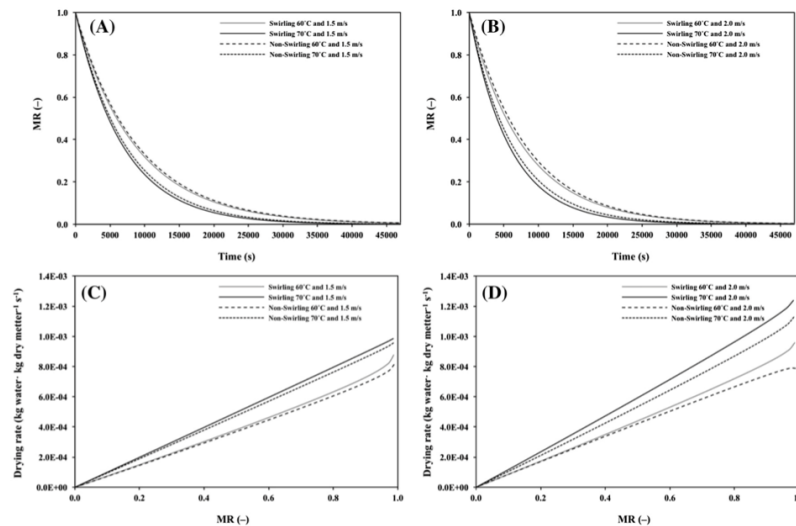 (A)
Swirling 60°C and 1.5 m/s
Swirling 70°C and 1.5 m/s
Non-Swirling 60°C and 1.5 m/s
Non-Swirling 70°C and 1.5 m/s
1.0
0.8
0.6
0.4
0.2
0.0
MR (–)
0 5000 10000 15000 20000 25000 30000 35000 40000 45000
Time (s)
(B)
Swirling 60°C and 2.0 m/s
Swirling 70°C and 2.0 m/s
Non-Swirling 60°C and 2.0 m/s
Non-Swirling 70°C and 2.0 m/s
1.0
0.8
0.6
0.4
0.2
0.0
MR (–)
0 5000 10000 15000 20000 25000 30000 35000 40000 45000
Time (s)
(C)
Swirling 60°C and 1.5 m/s
Swirling 70°C and 1.5 m/s
Non-Swirling 60°C and 1.5 m/s
Non-Swirling 70°C and 1.5 m/s
1.4E-03
1.2E-03
1.0E-03
8.0E-04
6.0E-04
4.0E-04
2.0E-04
0.0E+00
Drying rate (kg water· kg dry metter⁻¹ s⁻¹)
0.0 0.2 0.4 0.6 0.8 1.0
MR (–)
(D)
Swirling 60°C and 2.0 m/s
Swirling 70°C and 2.0 m/s
Non-Swirling 60°C and 2.0 m/s
Non-Swirling 70°C and 2.0 m/s
1.4E-03
1.2E-03
1.0E-03
8.0E-04
6.0E-04
4.0E-04
2.0E-04
0.0E+00
Drying rate (kg water· kg dry metter⁻¹ s⁻¹)
0.0 0.2 0.4 0.6 0.8
MR (–)